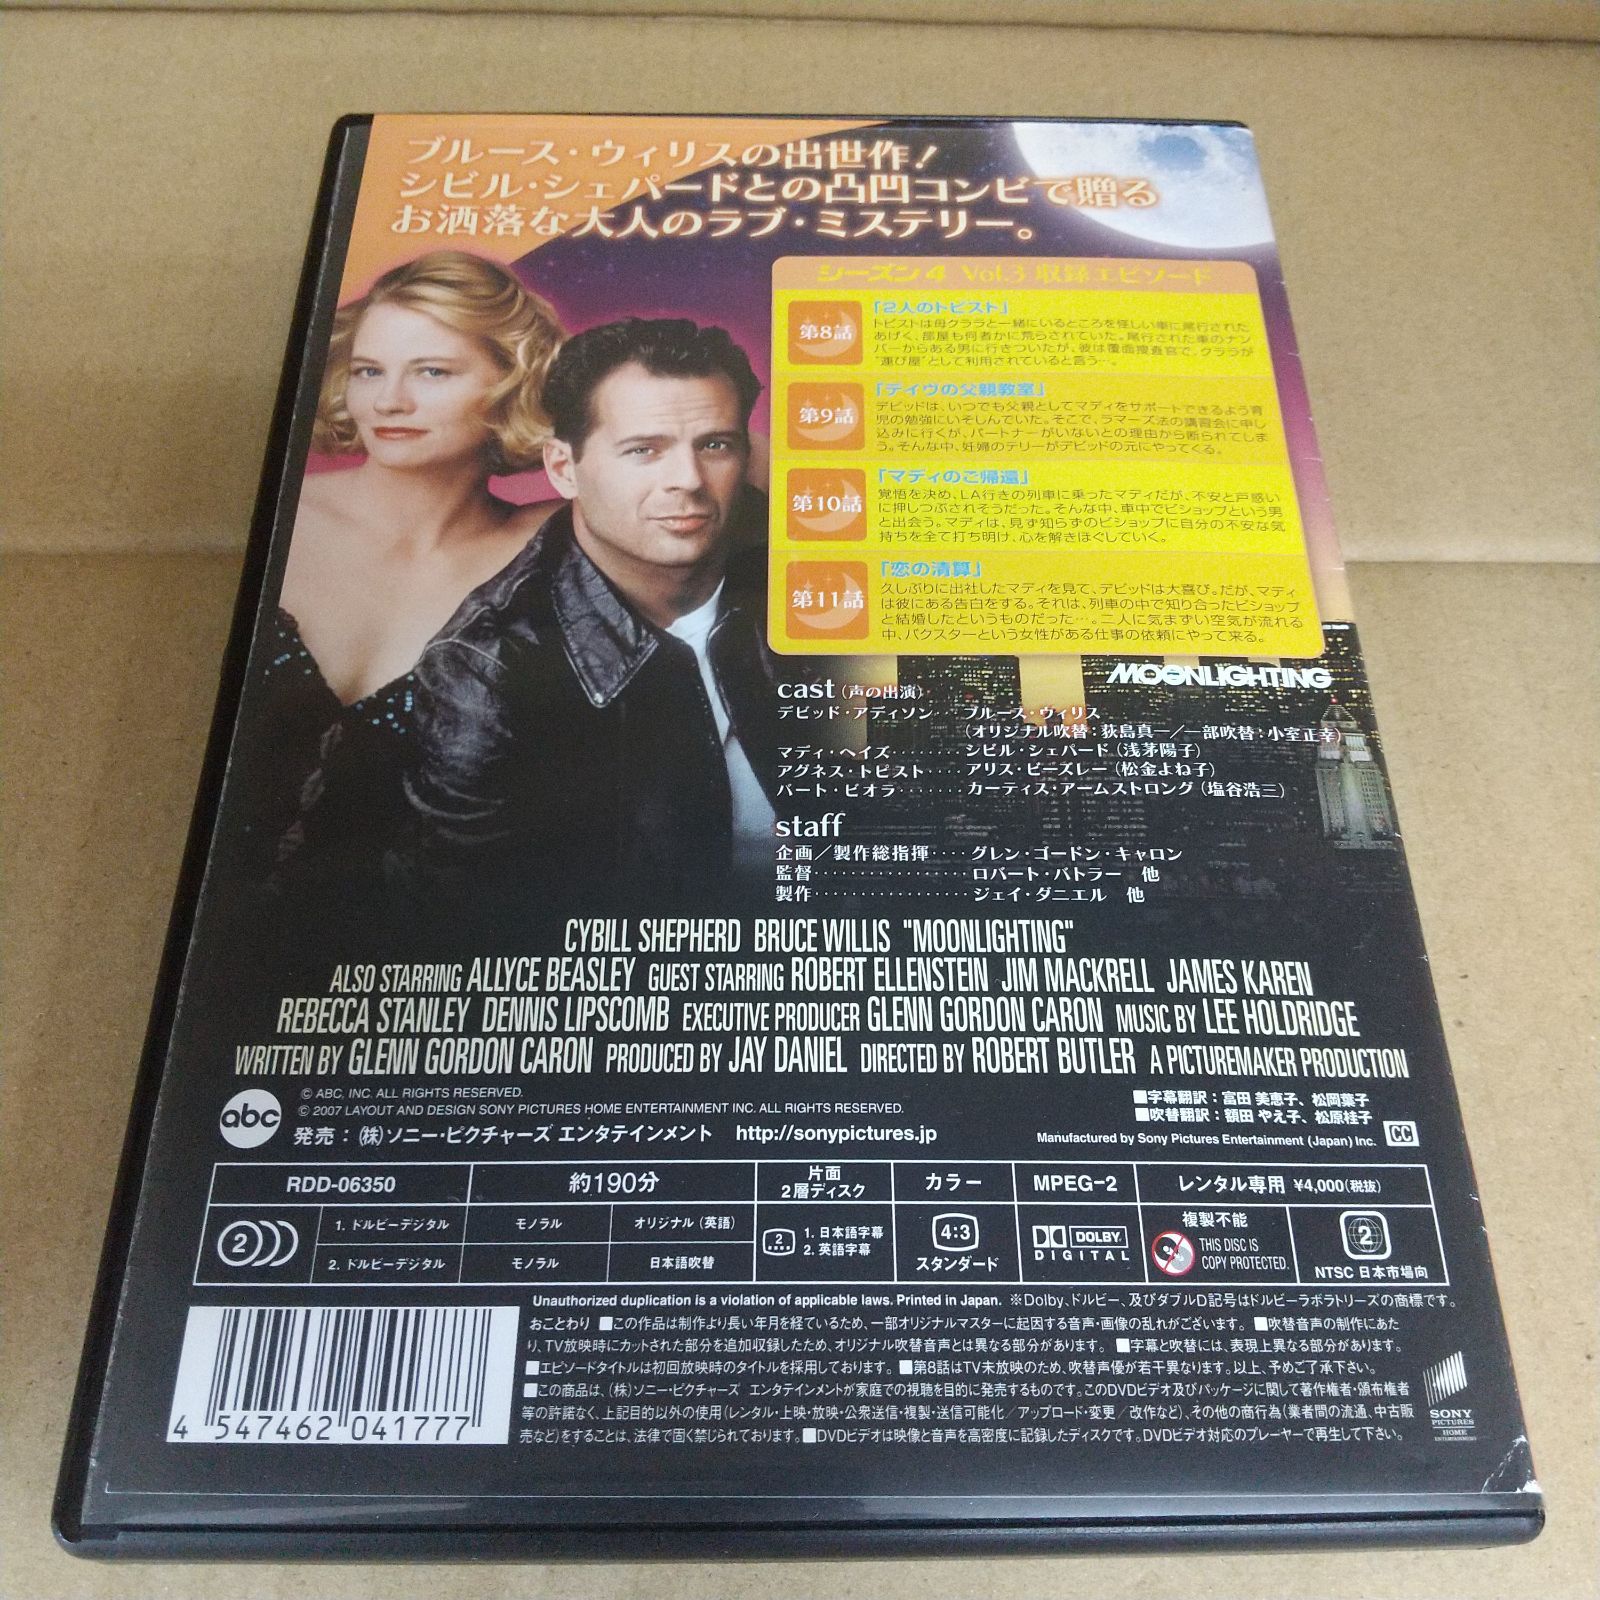 ブルース・ウィリスの出世作!
シビル・シェパードとの凸凹コンビで贈る
お洒落な大人のラブ・ミステリー。
シーズン4 Vol.3 収録エピソード
第8話
「2人のトピスト」
トピストは母クララと一緒にいるところを怪しい車に尾行された
あげく、部屋も何者かに荒らされていた。尾行された車のナン
バーからある男に行きついたが、彼は覆面捜査官で、クララが
“運び屋”として利用されていると言う…。
第9話
「デイヴの父親教室」
デビッドは、いつでも父親としてマディをサポートできるよう育
児の勉強にいそしんでいた。そこで、ラマーズ法の講習会に申し
込みに行くが、パートナーがいないとの理由から断られてしま
う。そんな中、妊婦のテリーがデビッドの元にやってくる。
第10話
「マディのご帰還」
覚悟を決め、LA行きの列車に乗ったマディだが、不安と戸惑い
に押しつぶされそうだった。そんな中、車中でビショップという男
と出会う。マディは、見ず知らずのビショップに自分の不安な気
持ちを全て打ち明け、心を解きほぐしていく。
第11話
「恋の清算」
久しぶりに出社したマディを見て、デビッドは大喜び。だが、マディ
は彼にある告白をする。それは、列車の中で知り合ったビショップ
と結婚したというものだった…。二人に気まずい空気が流れる
中、バクスターという女性がある仕事の依頼にやって来る。
MOONLIGHTING
cast(声の出演)
デビッド・アディソン…ブルース・ウィリス
(オリジナル吹替:荻島真一/一部吹替:小室正幸)
マディ・ヘイズ………シビル・シェパード(浅茅陽子)
アグネス・トピスト….アリス・ビーズレー(松金よね子)
バート・ビオラ…….カーティス・アームストロング(塩谷浩三)
staff
企画/製作総指揮….グレン・ゴードン・キャロン
監督………………ロバート・バトラー 他
製作………………ジェイ・ダニエル 他
CYBILL SHEPHERD BRUCE WILLIS "MOONLIGHTING"
ALSO STARRING ALLYCE BEASLEY GUEST STARRING ROBERT ELLENSTEIN JIM MACKRELL JAMES KAREN
REBECCA STANLEY DENNIS LIPSCOMB EXECUTIVE PRODUCER GLENN GORDON CARON MUSIC BY LEE HOLDRIDGE
WRITTEN BY GLENN GORDON CARON PRODUCED BY JAY DANIEL DIRECTED BY ROBERT BUTLER A PICTUREMAKER PRODUCTION
abc
© ABC, INC. ALL RIGHTS RESERVED.
© 2007 LAYOUT AND DESIGN SONY PICTURES HOME ENTERTAINMENT INC. ALL RIGHTS RESERVED.
発売:(株)ソニー・ピクチャーズ エンタテインメント http://sonypictures.jp
■字幕翻訳:富田 美恵子、松岡葉子
■吹替翻訳:額田 やえ子、松原桂子
Manufactured by Sony Pictures Entertainment (Japan) Inc. CC
RDD-06350 約190分 片面 2層ディスク カラー MPEG-2 レンタル専用 ¥4,000(税抜)
2
1. ドルビーデジタル モノラル オリジナル(英語)
2. ドルビーデジタル モノラル 日本語吹替
2
1. 日本語字幕
2. 英語字幕
4:3
スタンダード
DOLBY
DIGITAL
複製不能
THIS DISC IS
COPY PROTECTED.
2
NTSC 日本市場向
Unauthorized duplication is a violation of applicable laws. Printed in Japan. ※Dolby、ドルビー、及びダブルD記号はドルビーラボラトリーズの商標です。
おことわり ■この作品は制作より長い年月を経ているため、一部オリジナルマスターに起因する音声・画像の乱れがございます。 ■吹替音声の制作にあた
り、TV放映時にカットされた部分を追加収録したため、オリジナル吹替音声とは異なる部分があります。 ■字幕と吹替には、表現上異なる部分があります。
■エピソードタイトルは初回放映時のタイトルを採用しております。 ■第8話はTV未放映のため、吹替声優が若干異なります。以上、予めご了承下さい。
■この商品は、(株)ソニー・ピクチャーズ エンタテインメントが家庭での視聴を目的に発売するものです。このDVDビデオ及びパッケージに関して著作権者・頒布権者
等の許諾なく、上記目的以外の使用(レンタル・上映・放映・公衆送信・複製・送信可能化/アップロード・変更/改作など)、その他の商行為(業者間の流通、中古販
売など)をすることは、法律で固く禁じられております。■DVDビデオは映像と音声を高密度に記録したディスクです。DVDビデオ対応のプレーヤーで再生して下さい。
4 547462 041777
SONY
PICTURES
HOME
ENTERTAINMENT